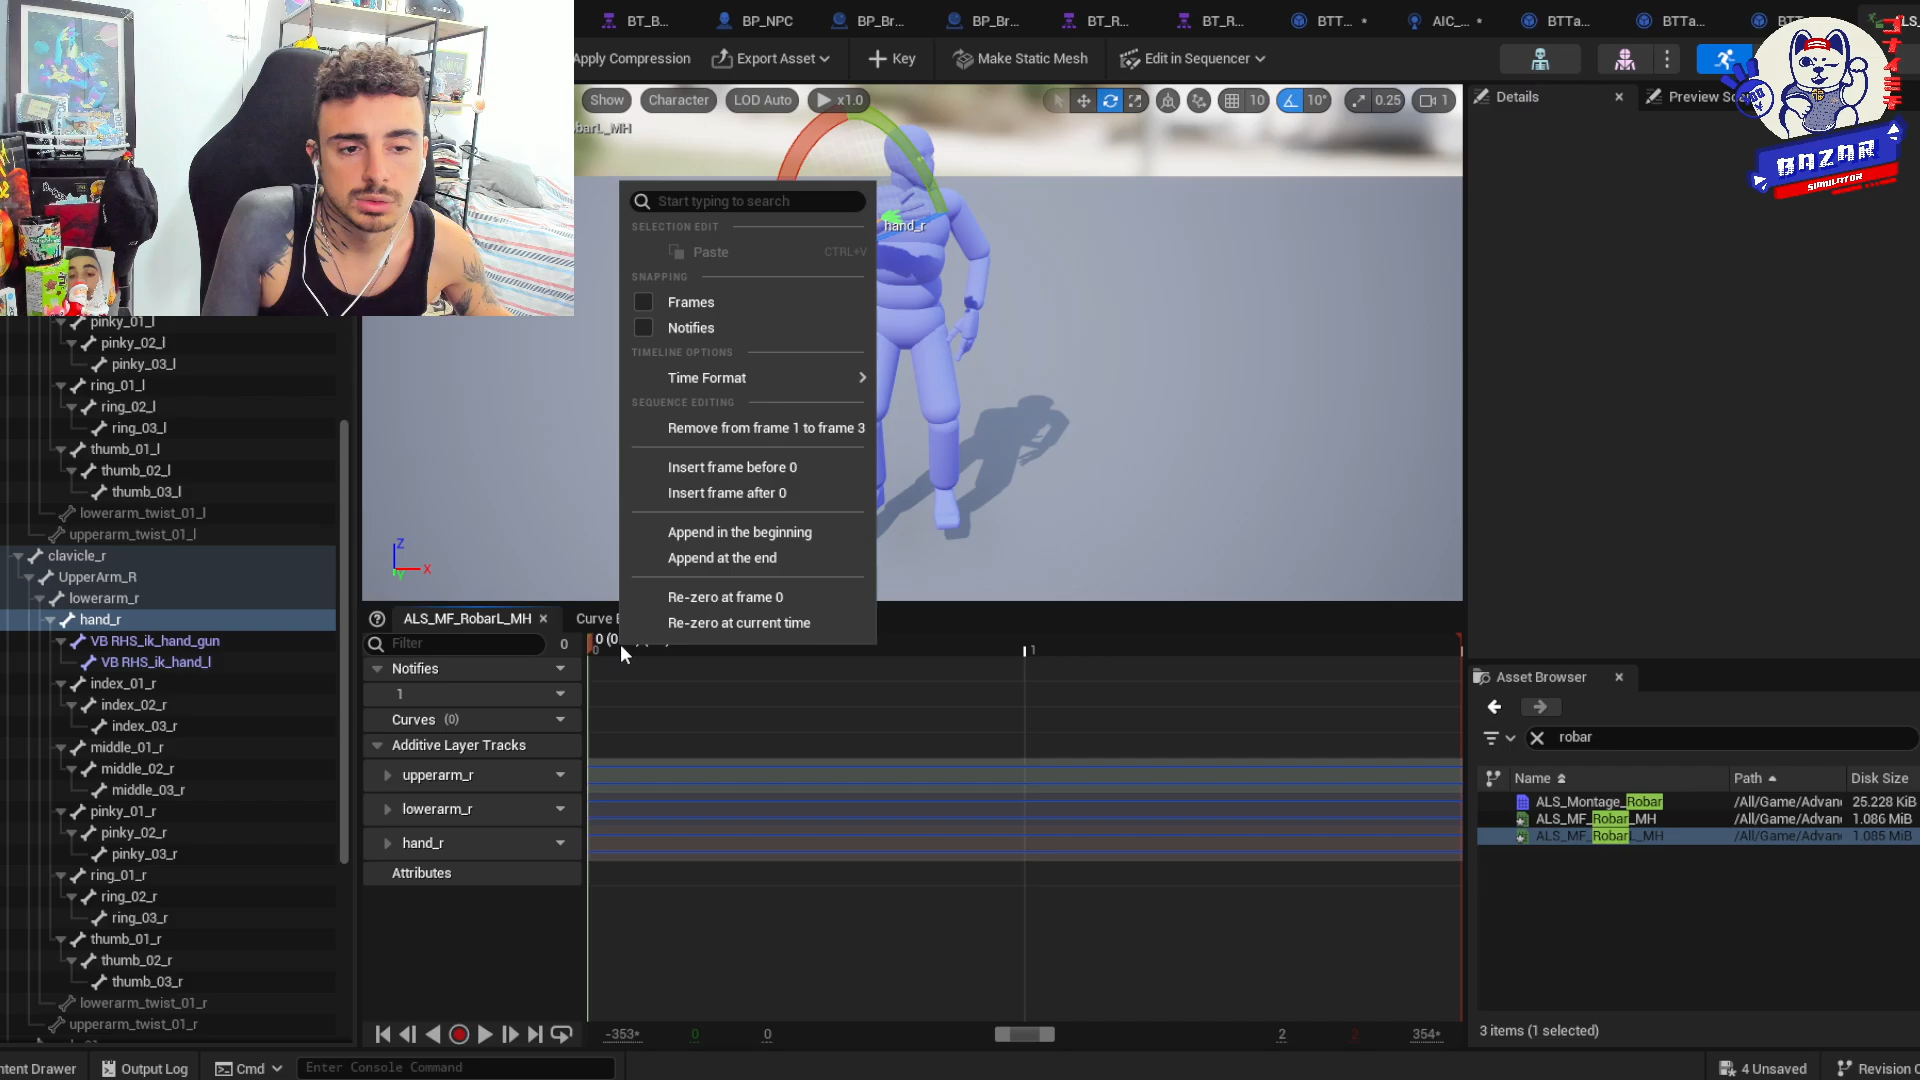 BT_B...
BP_NPC
BP_Br...
BP_Br...
BT_R...
BT_R...
BTT...
AIC_...
BTTa...
BTTa...
ALS_
Apply Compression
Export Asset
Key
Make Static Mesh
Edit in Sequencer
Show
Character
LOD Auto
x1.0
10
10°
0.25
1
Details
Preview Sc
BAZAR
SIMULATOR
obarL_MH
hand_r
Start typing to search
SELECTION EDIT
Paste CTRL+V
SNAPPING
Frames
Notifies
TIMELINE OPTIONS
Time Format
SEQUENCE EDITING
Remove from frame 1 to frame 3
Insert frame before 0
Insert frame after 0
Append in the beginning
Append at the end
Re-zero at frame 0
Re-zero at current time
Z
X
Y
pinky_01_l
pinky_02_l
pinky_03_l
ring_01_l
ring_02_l
ring_03_l
thumb_01_l
thumb_02_l
thumb_03_l
lowerarm_twist_01_l
upperarm_twist_01_l
clavicle_r
UpperArm_R
lowerarm_r
hand_r
VB RHS_ik_hand_gun
VB RHS_ik_hand_l
index_01_r
index_02_r
index_03_r
middle_01_r
middle_02_r
middle_03_r
pinky_01_r
pinky_02_r
pinky_03_r
ring_01_r
ring_02_r
ring_03_r
thumb_01_r
thumb_02_r
thumb_03_r
lowerarm_twist_01_r
upperarm_twist_01_r
ALS_MF_RobarL_MH
Curve E
Filter
0
0 (0
0
1
Notifies
1
Curves (0)
Additive Layer Tracks
upperarm_r
lowerarm_r
hand_r
Attributes
-353*
0
0
2
354*
Asset Browser
robar
Name
Path
Disk Size
ALS_Montage_Robar /All/Game/Advan 25.228 KiB
ALS_MF_Robar_MH /All/Game/Advan 1.086 MiB
ALS_MF_RobarL_MH /All/Game/Advan 1.085 MiB
3 items (1 selected)
ntent Drawer
Output Log
Cmd
Enter Console Command
4 Unsaved
Revision C